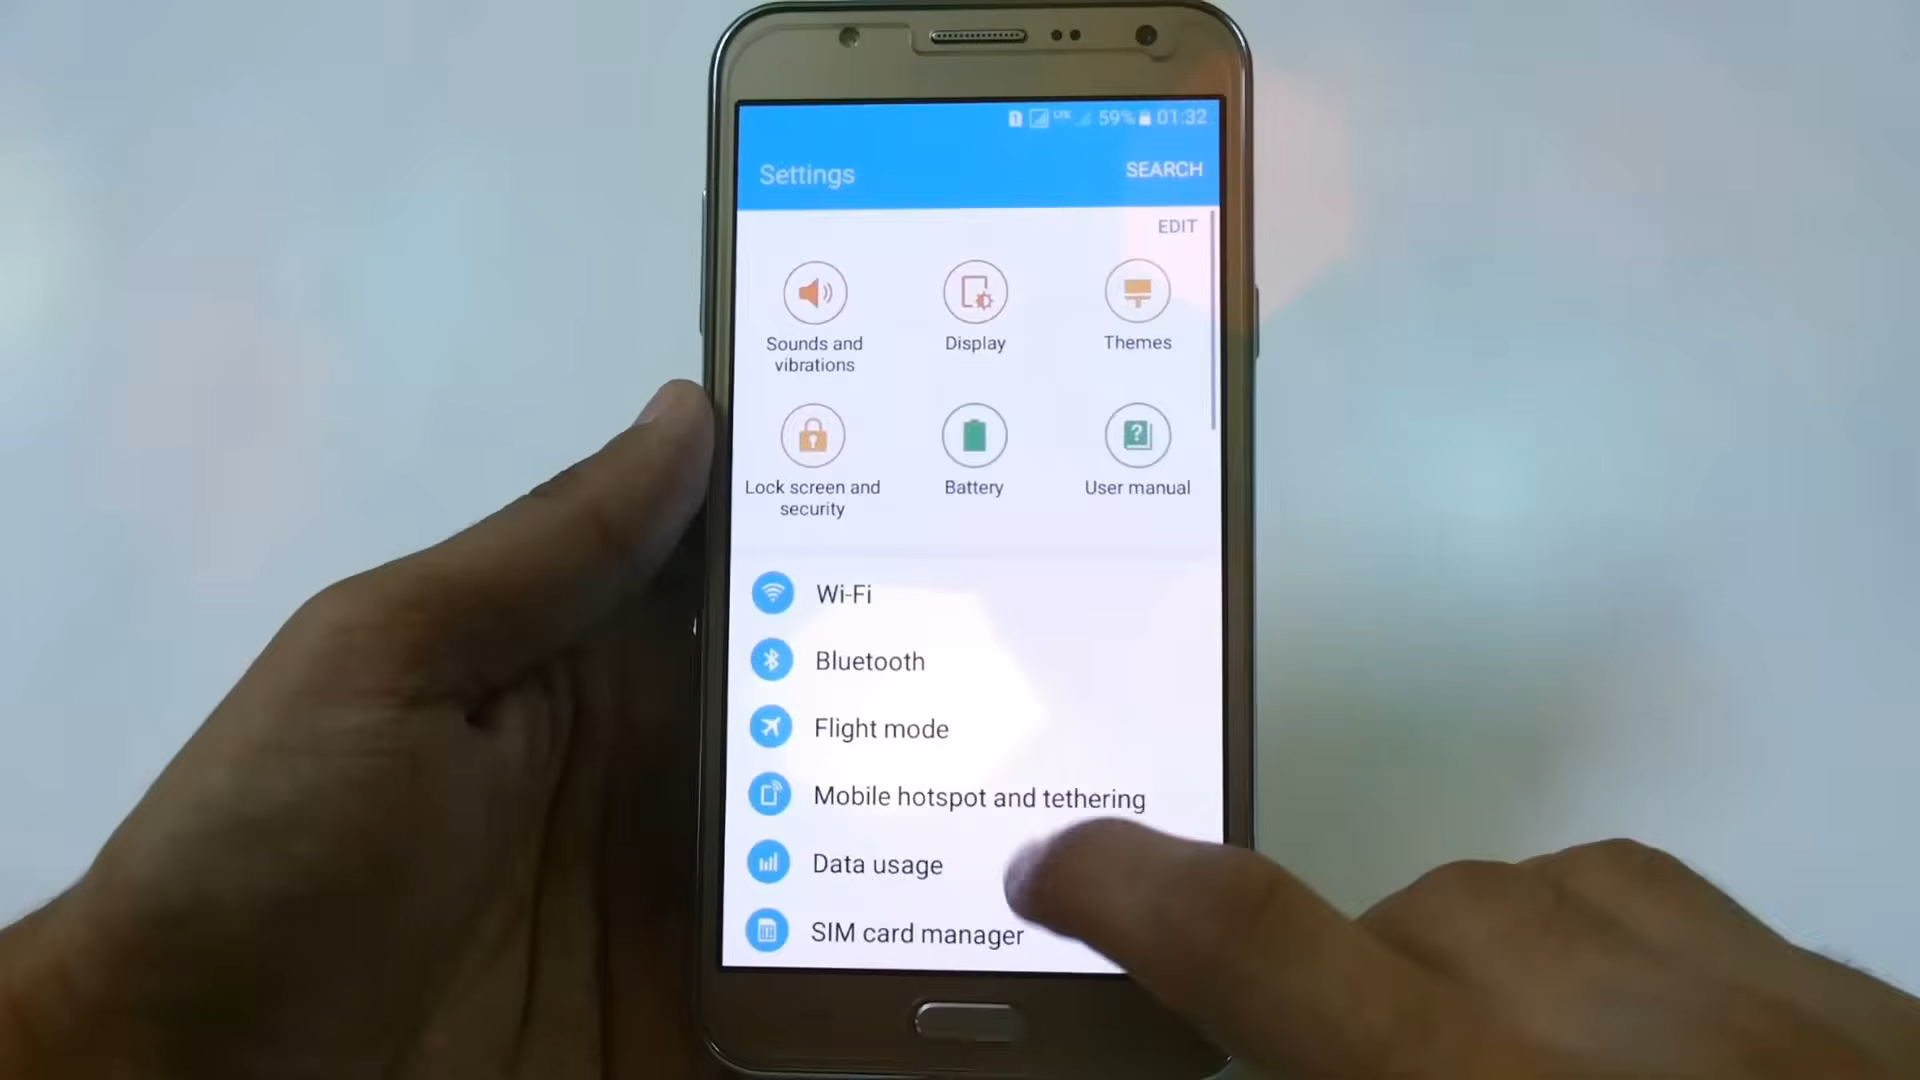 LTE 59% 01:32
Settings SEARCH
EDIT
Sounds and
vibrations
Display
Themes
Lock screen and
security
Battery
User manual
Wi-Fi
Bluetooth
Flight mode
Mobile hotspot and tethering
Data usage
SIM card manager